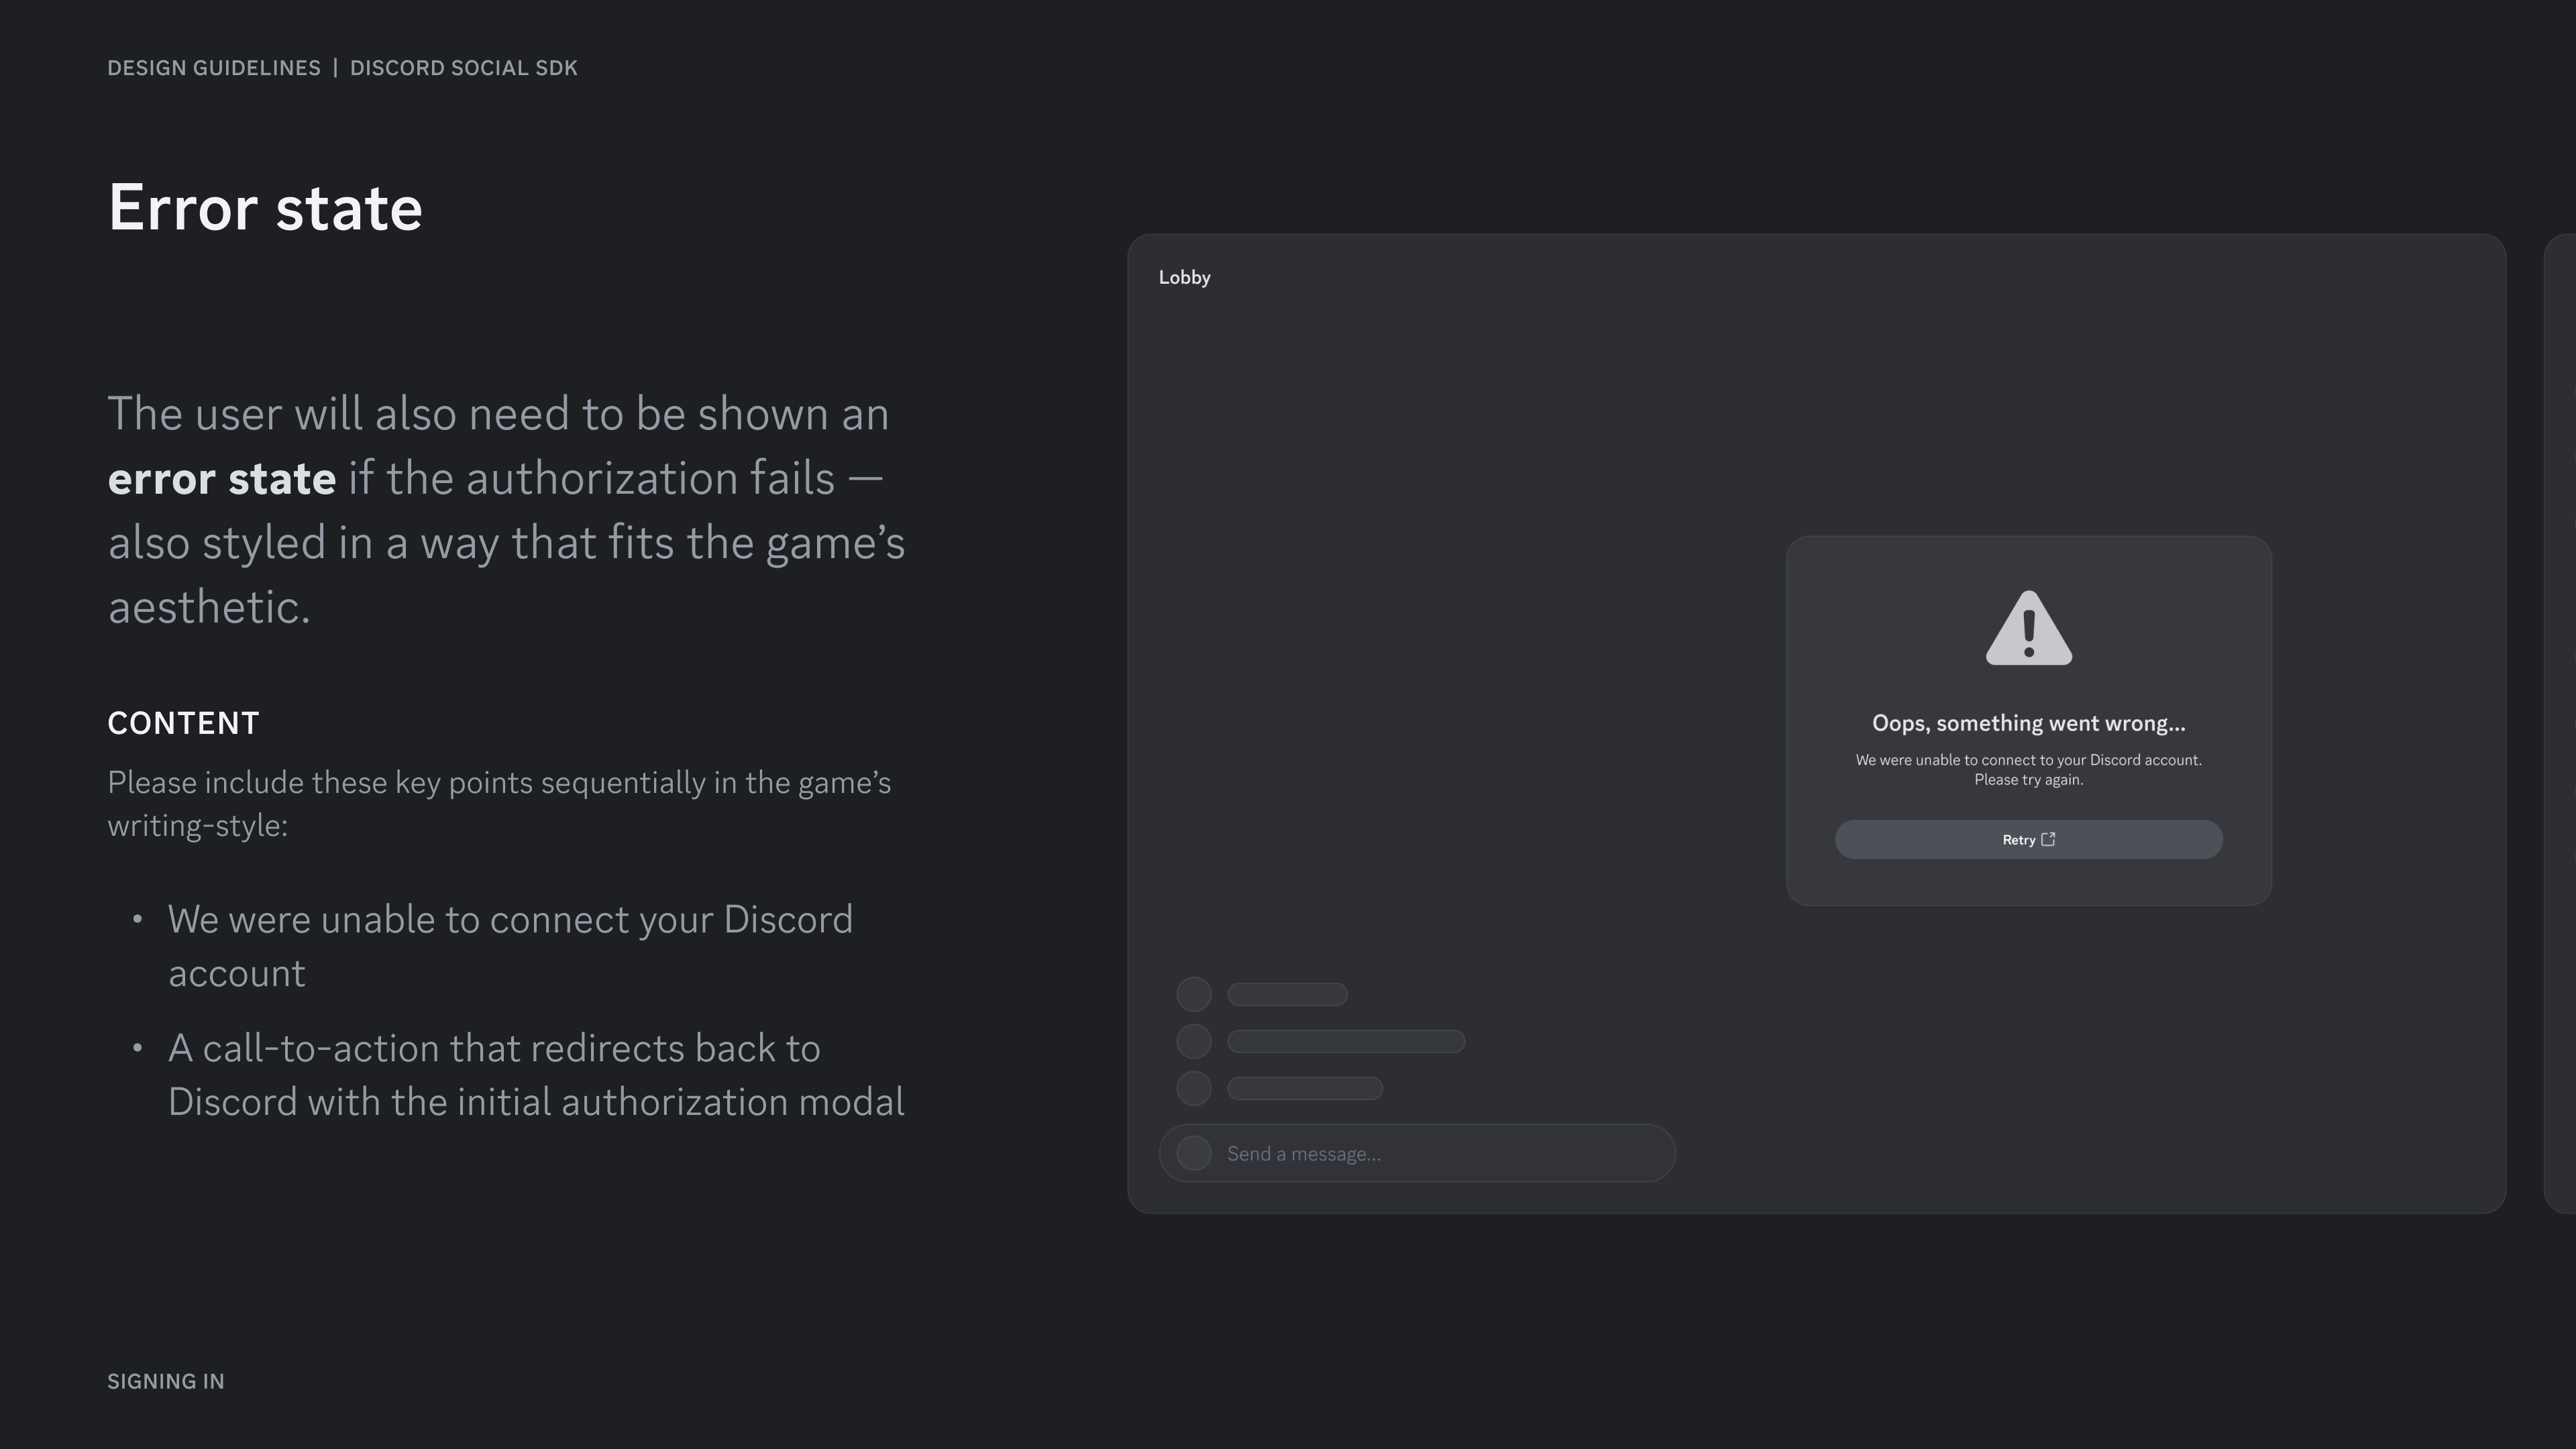 DESIGN GUIDELINES | DISCORD SOCIAL SDK
Error state
The user will also need to be shown an
error state if the authorization fails —
also styled in a way that fits the game’s
aesthetic.
CONTENT
Please include these key points sequentially in the game’s
writing-style:
• We were unable to connect your Discord
account
• A call-to-action that redirects back to
Discord with the initial authorization modal
Lobby
Oops, something went wrong...
We were unable to connect to your Discord account.
Please try again.
Retry
Send a message...
SIGNING IN